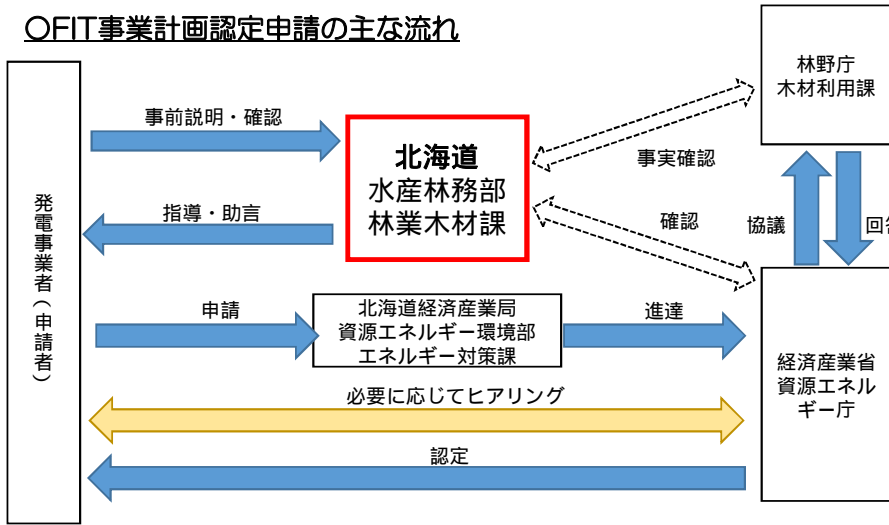 〇FIT事業計画認定申請の主な流れ
発電事業者（申請者）
事前説明・確認
指導・助言
北海道
水産林務部
林業木材課
事実確認
確認
林野庁
木材利用課
協議
回答
申請
北海道経済産業局
資源エネルギー環境部
エネルギー対策課
進達
経済産業省
資源エネル
ギー庁
必要に応じてヒアリング
認定